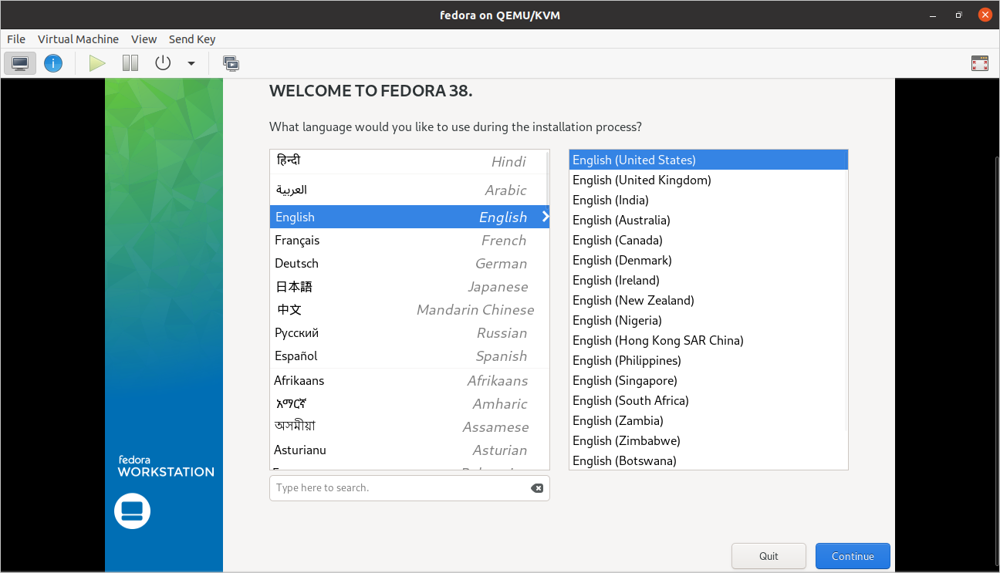 fedora on QEMU/KVM
File Virtual Machine View Send Key
WELCOME TO FEDORA 38.
What language would you like to use during the installation process?
हिन्दी Hindi
العربية Arabic
English English
Français French
Deutsch German
日本語 Japanese
中文 Mandarin Chinese
Русский Russian
Español Spanish
Afrikaans Afrikaans
አማርኛ Amharic
অসমীয়া Assamese
Asturianu Asturian
Type here to search.
English (United States)
English (United Kingdom)
English (India)
English (Australia)
English (Canada)
English (Denmark)
English (Ireland)
English (New Zealand)
English (Nigeria)
English (Hong Kong SAR China)
English (Philippines)
English (Singapore)
English (South Africa)
English (Zambia)
English (Zimbabwe)
English (Botswana)
fedora
WORKSTATION
Quit Continue